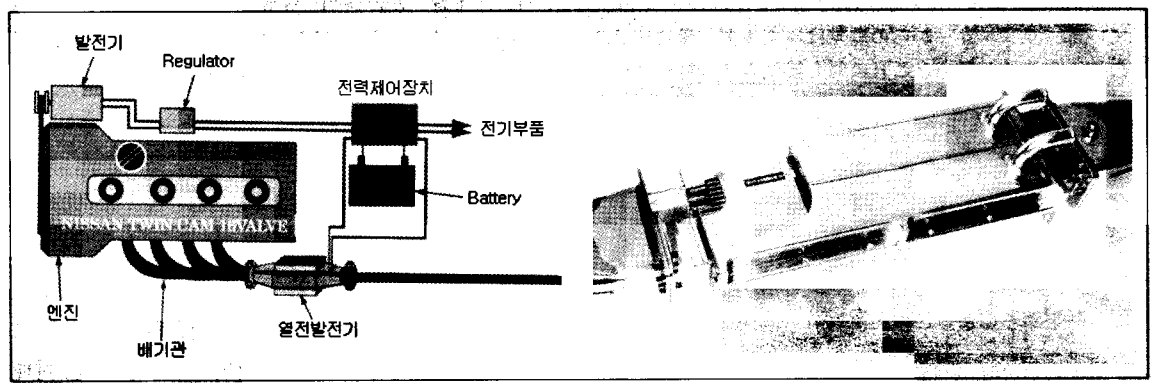 발전기
Regulator
전력제어장치
전기부품
Battery
NISSAN TWIN CAM 16VALVE
엔진
배기관
열전발전기